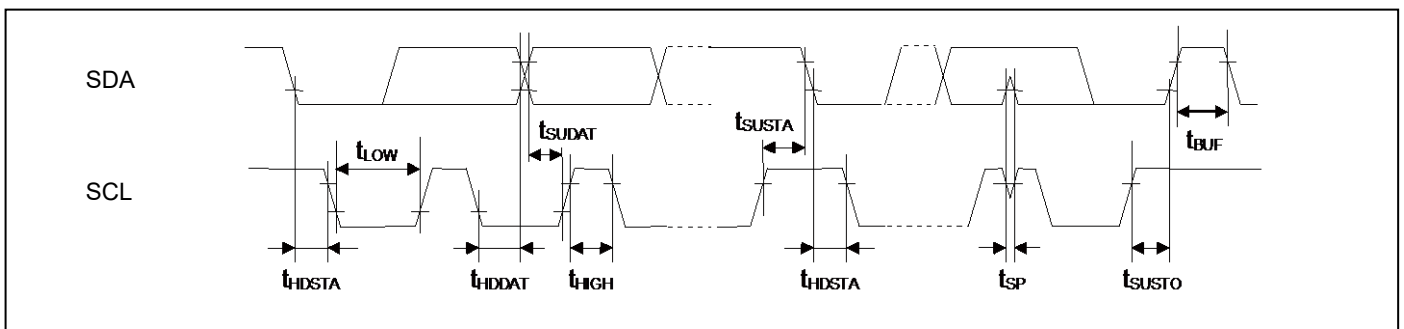 SDA
tSUSTA
tSUDAT
tBUF
tLOW
SCL
tHDSTA
tHDDAT
tHIGH
tHDSTA
tSP
tSUSTO